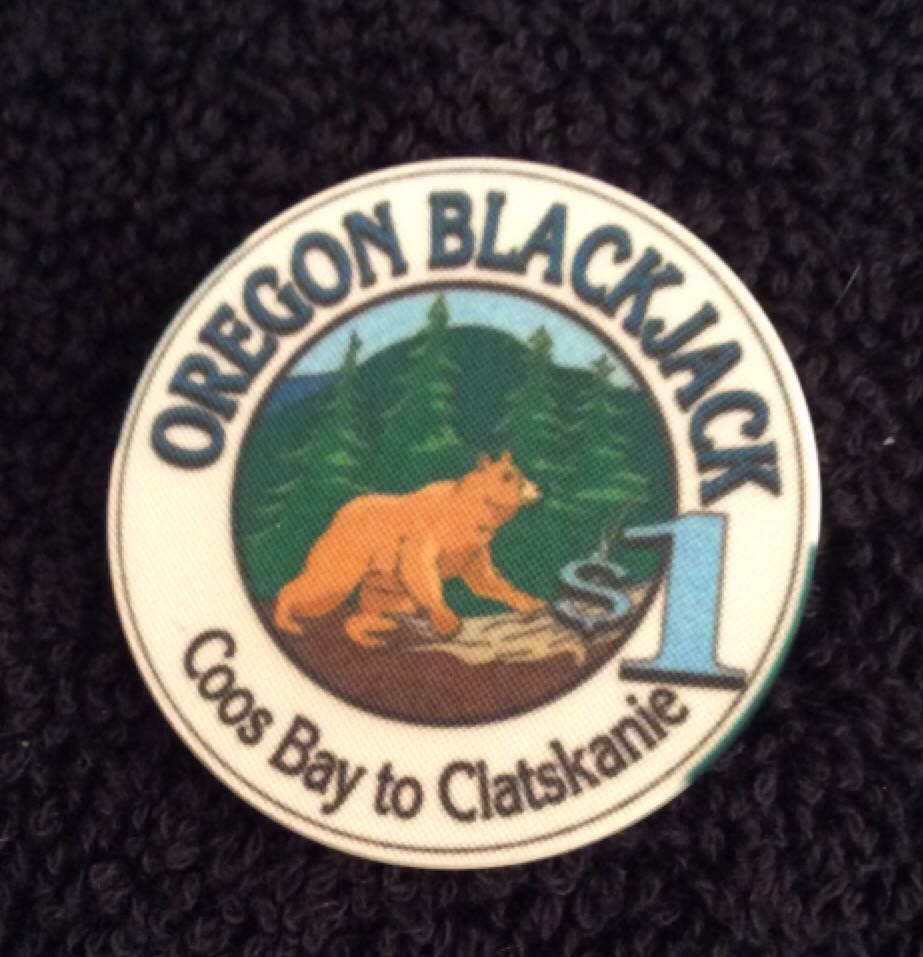 OREGON BLACKJACK
$1
Coos Bay to Clatskanie